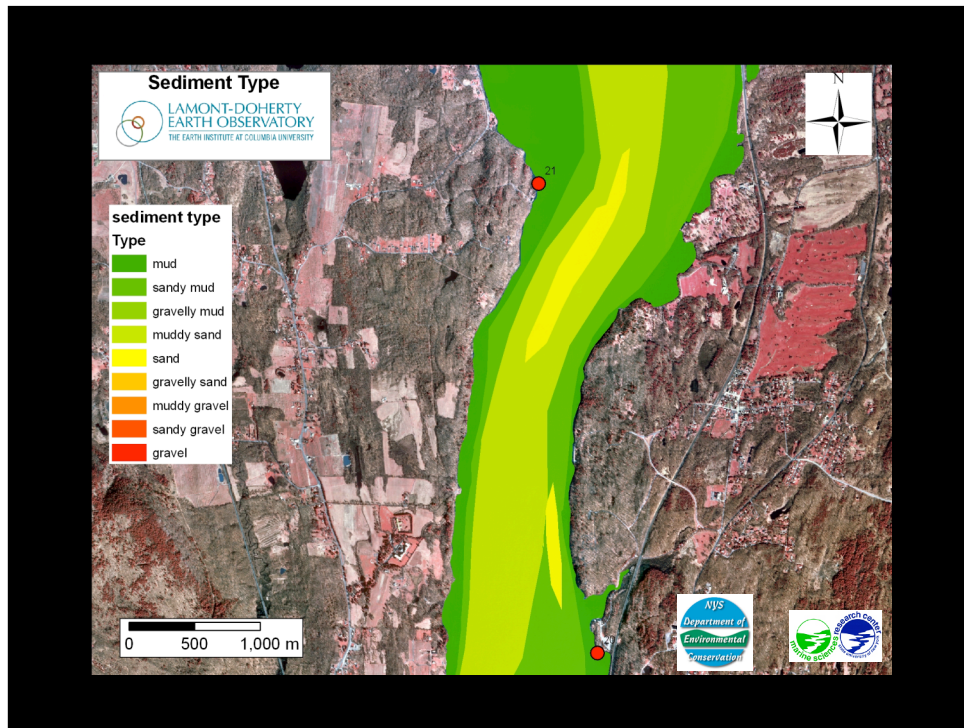 Sediment Type
LAMONT-DOHERTY
EARTH OBSERVATORY
THE EARTH INSTITUTE AT COLUMBIA UNIVERSITY
N
21
sediment type
Type
mud
sandy mud
gravelly mud
muddy sand
sand
gravelly sand
muddy gravel
sandy gravel
gravel
0 500 1,000 m
NYS
Department of
Environmental
Conservation
marine sciences research center